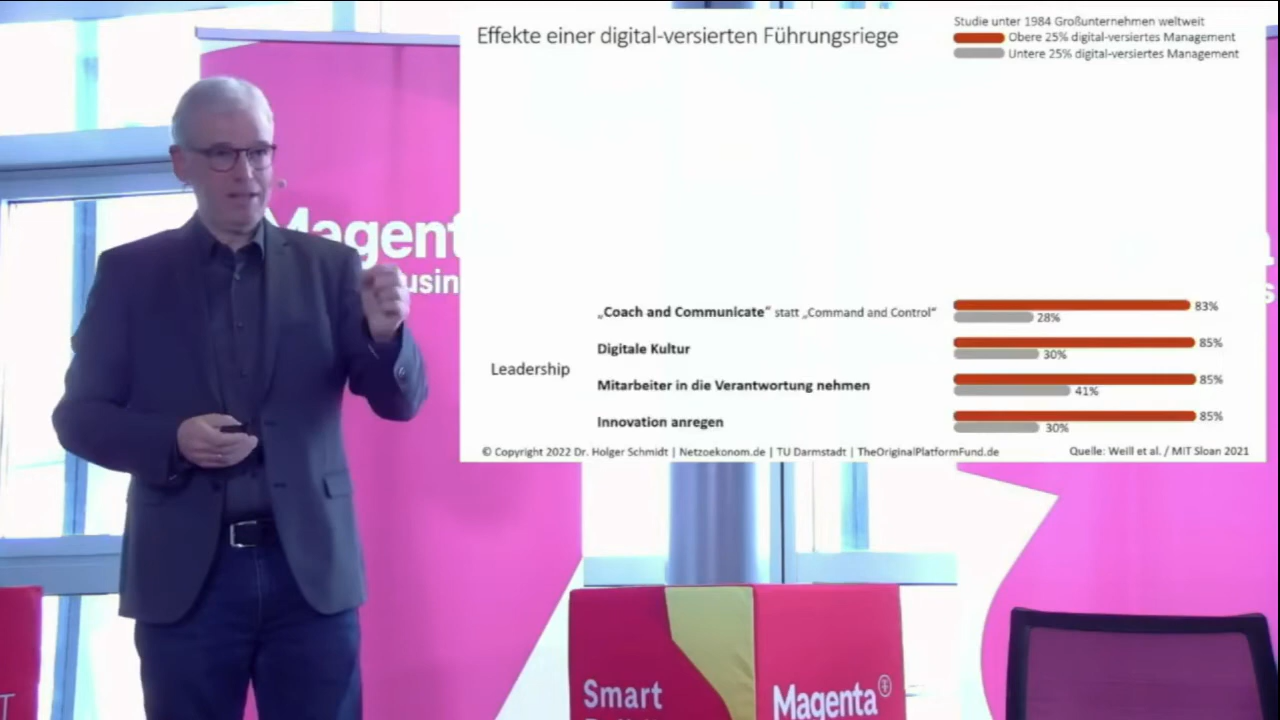 Effekte einer digital-versierten Führungsriege
Studie unter 1984 Großunternehmen weltweit
Obere 25% digital-versiertes Management
Untere 25% digital-versiertes Management
Magent
usin
„Coach and Communicate“ statt „Command and Control“
83%
28%
Digitale Kultur
85%
30%
Leadership
Mitarbeiter in die Verantwortung nehmen
85%
41%
Innovation anregen
85%
30%
© Copyright 2022 Dr. Holger Schmidt | Netzoekonom.de | TU Darmstadt | TheOriginalPlatformFund.de
Quelle: Weill et al. / MIT Sloan 2021
Smart
Magenta
T